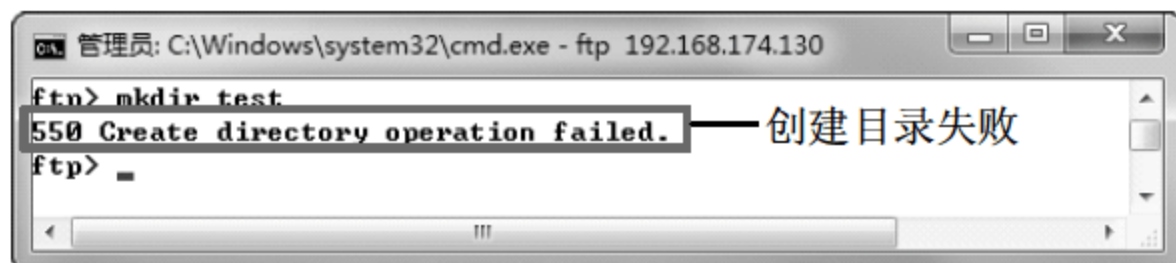 管理员: C:\Windows\system32\cmd.exe - ftp 192.168.174.130
ftp> mkdir test
550 Create directory operation failed.
创建目录失败
ftp>